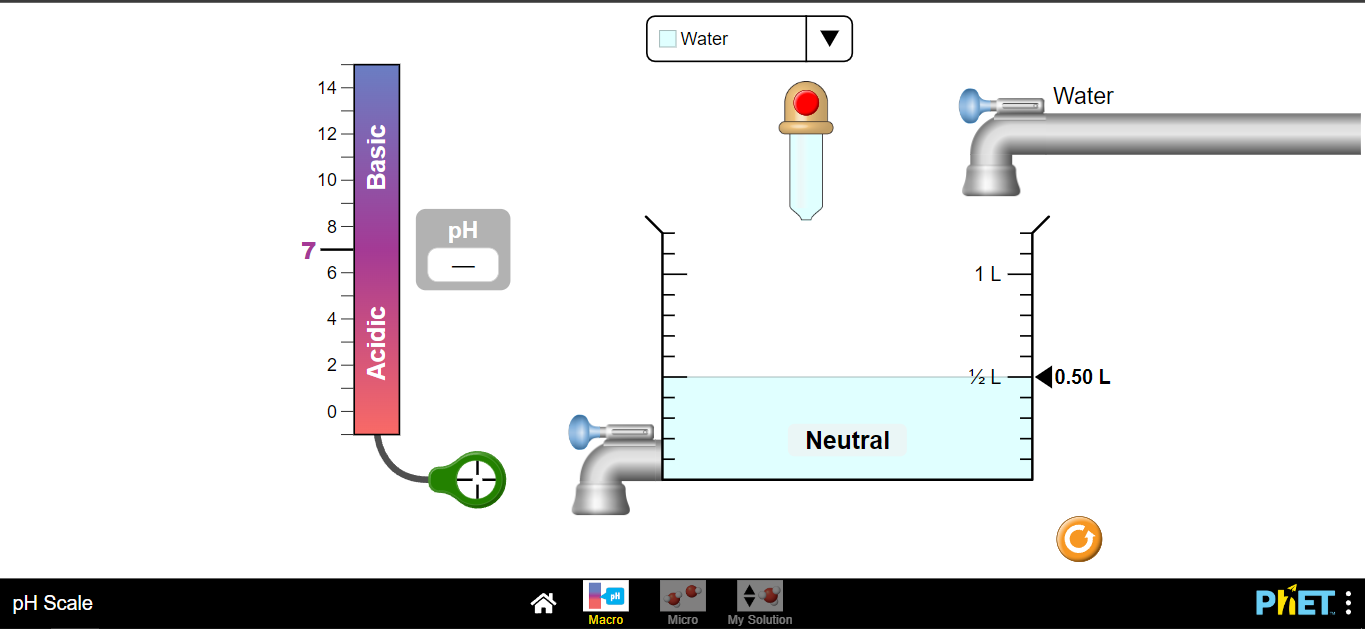 Water
Water
14
12
10
8
7
6
4
2
0
Basic
Acidic
pH
—
1 L
½ L
0.50 L
Neutral
pH Scale
pH
Macro
Micro
My Solution
PhET